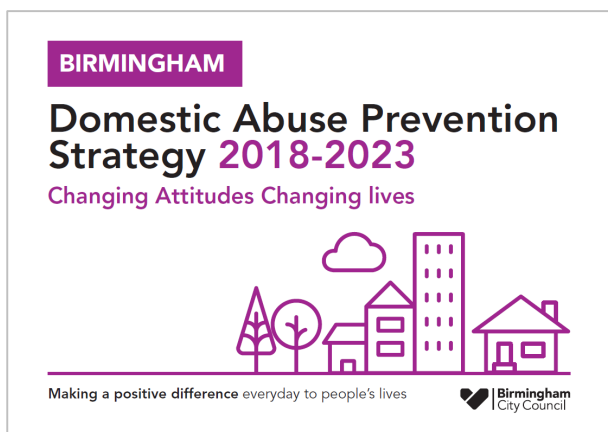 BIRMINGHAM
Domestic Abuse Prevention
Strategy 2018-2023
Changing Attitudes Changing lives
Making a positive difference everyday to people's lives
Birmingham
City Council